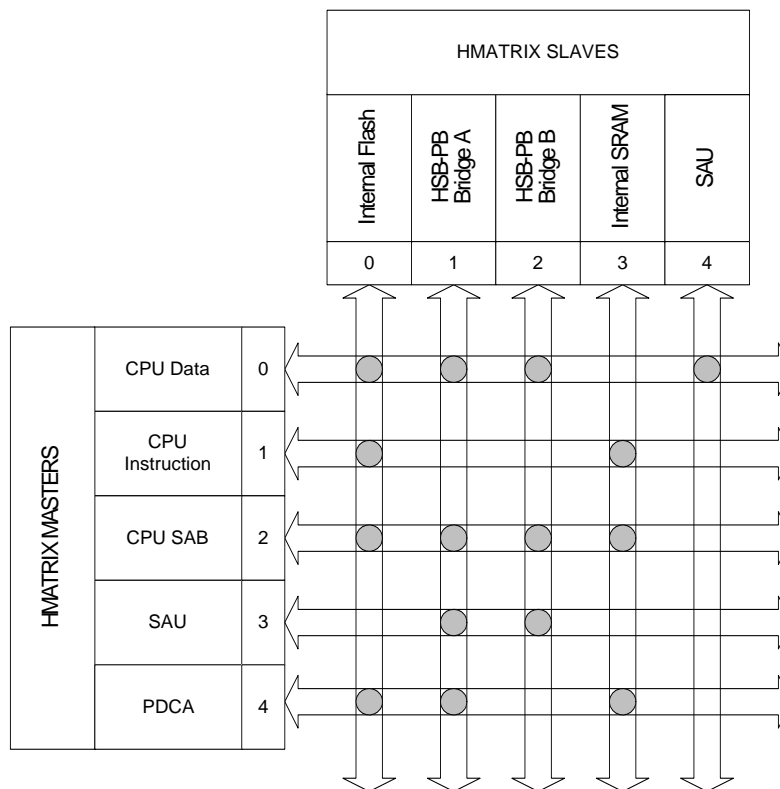 HMATRIX SLAVES
Internal Flash
HSB-PB
Bridge A
HSB-PB
Bridge B
Internal SRAM
SAU
0 1 2 3 4
HMATRIX MASTERS
CPU Data 0
CPU
Instruction 1
CPU SAB 2
SAU 3
PDCA 4